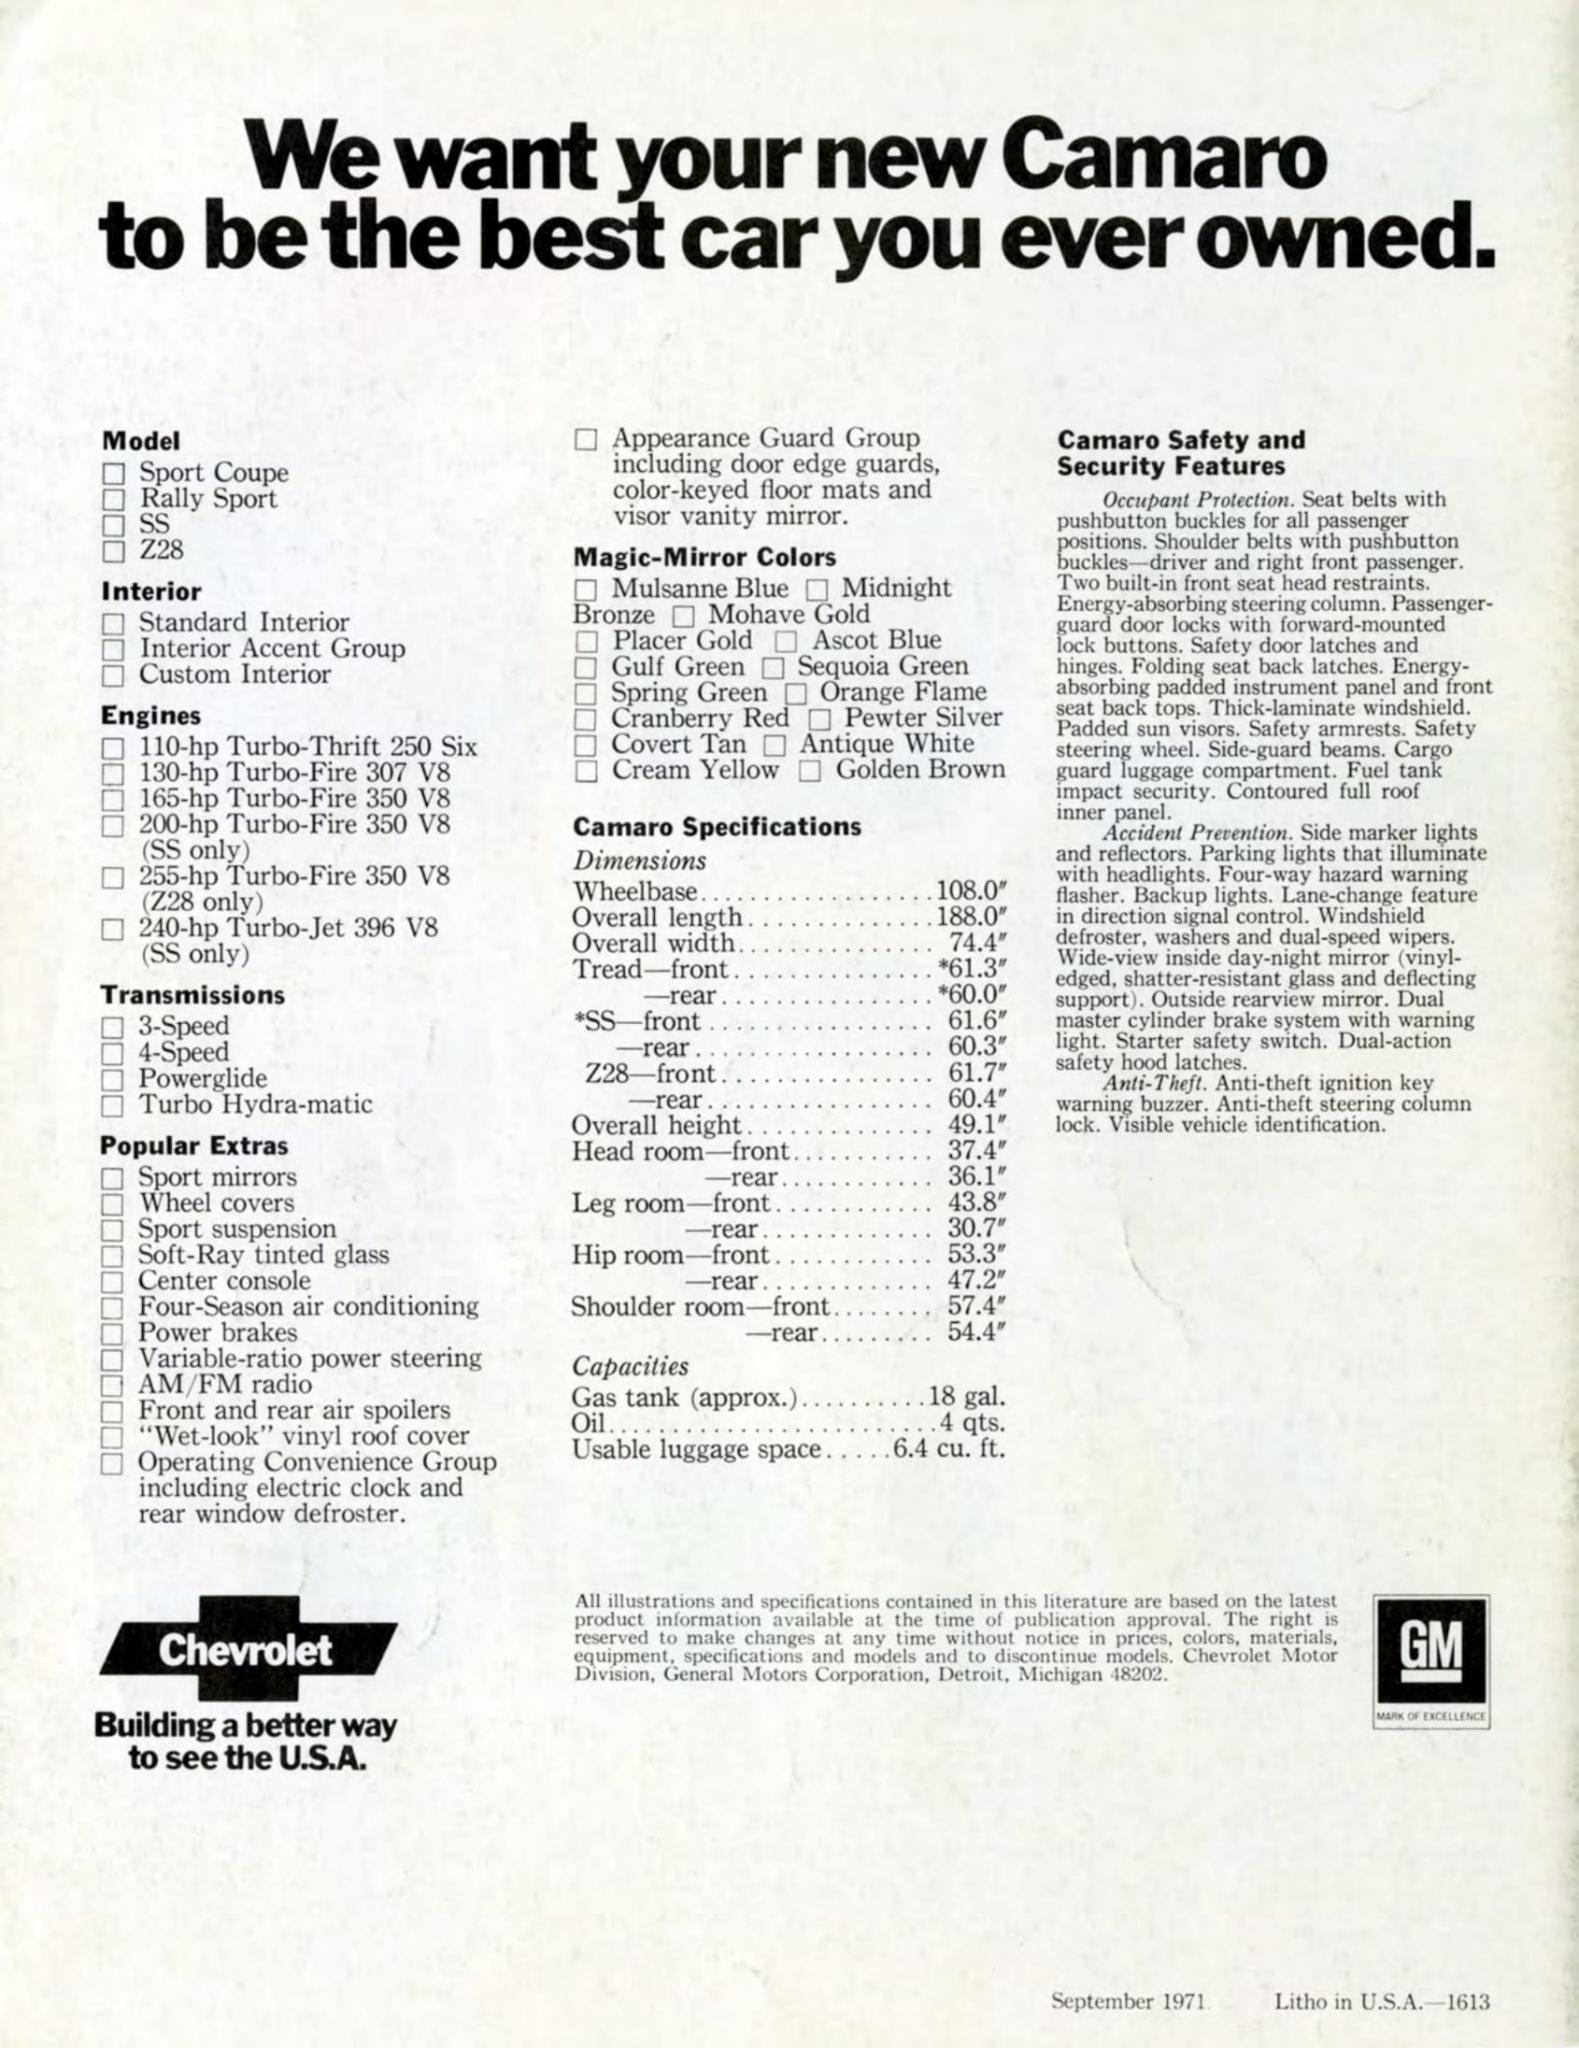 We want your new Camaro
to be the best car you ever owned.
Model
☐ Sport Coupe
☐ Rally Sport
☐ SS
☐ Z28
Interior
☐ Standard Interior
☐ Interior Accent Group
☐ Custom Interior
Engines
☐ 110-hp Turbo-Thrift 250 Six
☐ 130-hp Turbo-Fire 307 V8
☐ 165-hp Turbo-Fire 350 V8
☐ 200-hp Turbo-Fire 350 V8
(SS only)
☐ 255-hp Turbo-Fire 350 V8
(Z28 only)
☐ 240-hp Turbo-Jet 396 V8
(SS only)
Transmissions
☐ 3-Speed
☐ 4-Speed
☐ Powerglide
☐ Turbo Hydra-matic
Popular Extras
☐ Sport mirrors
☐ Wheel covers
☐ Sport suspension
☐ Soft-Ray tinted glass
☐ Center console
☐ Four-Season air conditioning
☐ Power brakes
☐ Variable-ratio power steering
☐ AM/FM radio
☐ Front and rear air spoilers
☐ “Wet-look” vinyl roof cover
☐ Operating Convenience Group
including electric clock and
rear window defroster.
☐ Appearance Guard Group
including door edge guards,
color-keyed floor mats and
visor vanity mirror.
Magic-Mirror Colors
☐ Mulsanne Blue ☐ Midnight
Bronze ☐ Mohave Gold
☐ Placer Gold ☐ Ascot Blue
☐ Gulf Green ☐ Sequoia Green
☐ Spring Green ☐ Orange Flame
☐ Cranberry Red ☐ Pewter Silver
☐ Covert Tan ☐ Antique White
☐ Cream Yellow ☐ Golden Brown
Camaro Specifications
Dimensions
Wheelbase..................108.0″
Overall length..............188.0″
Overall width............... 74.4″
Tread—front...............*61.3″
—rear................*60.0″
*SS—front................. 61.6″
—rear.................. 60.3″
Z28—front................ 61.7″
—rear................. 60.4″
Overall height.............. 49.1″
Head room—front........... 37.4″
—rear............ 36.1″
Leg room—front............ 43.8″
—rear............. 30.7″
Hip room—front............ 53.3″
—rear............. 47.2″
Shoulder room—front........ 57.4″
—rear......... 54.4″
Capacities
Gas tank (approx.)..........18 gal.
Oil.........................4 qts.
Usable luggage space.....6.4 cu. ft.
Camaro Safety and
Security Features
Occupant Protection. Seat belts with
pushbutton buckles for all passenger
positions. Shoulder belts with pushbutton
buckles—driver and right front passenger.
Two built-in front seat head restraints.
Energy-absorbing steering column. Passenger-
guard door locks with forward-mounted
lock buttons. Safety door latches and
hinges. Folding seat back latches. Energy-
absorbing padded instrument panel and front
seat back tops. Thick-laminate windshield.
Padded sun visors. Safety armrests. Safety
steering wheel. Side-guard beams. Cargo
guard luggage compartment. Fuel tank
impact security. Contoured full roof
inner panel.
Accident Prevention. Side marker lights
and reflectors. Parking lights that illuminate
with headlights. Four-way hazard warning
flasher. Backup lights. Lane-change feature
in direction signal control. Windshield
defroster, washers and dual-speed wipers.
Wide-view inside day-night mirror (vinyl-
edged, shatter-resistant glass and deflecting
support). Outside rearview mirror. Dual
master cylinder brake system with warning
light. Starter safety switch. Dual-action
safety hood latches.
Anti-Theft. Anti-theft ignition key
warning buzzer. Anti-theft steering column
lock. Visible vehicle identification.
Chevrolet
Building a better way
to see the U.S.A.
All illustrations and specifications contained in this literature are based on the latest
product information available at the time of publication approval. The right is
reserved to make changes at any time without notice in prices, colors, materials,
equipment, specifications and models and to discontinue models. Chevrolet Motor
Division, General Motors Corporation, Detroit, Michigan 48202.
GM
MARK OF EXCELLENCE
September 1971 Litho in U.S.A.—1613